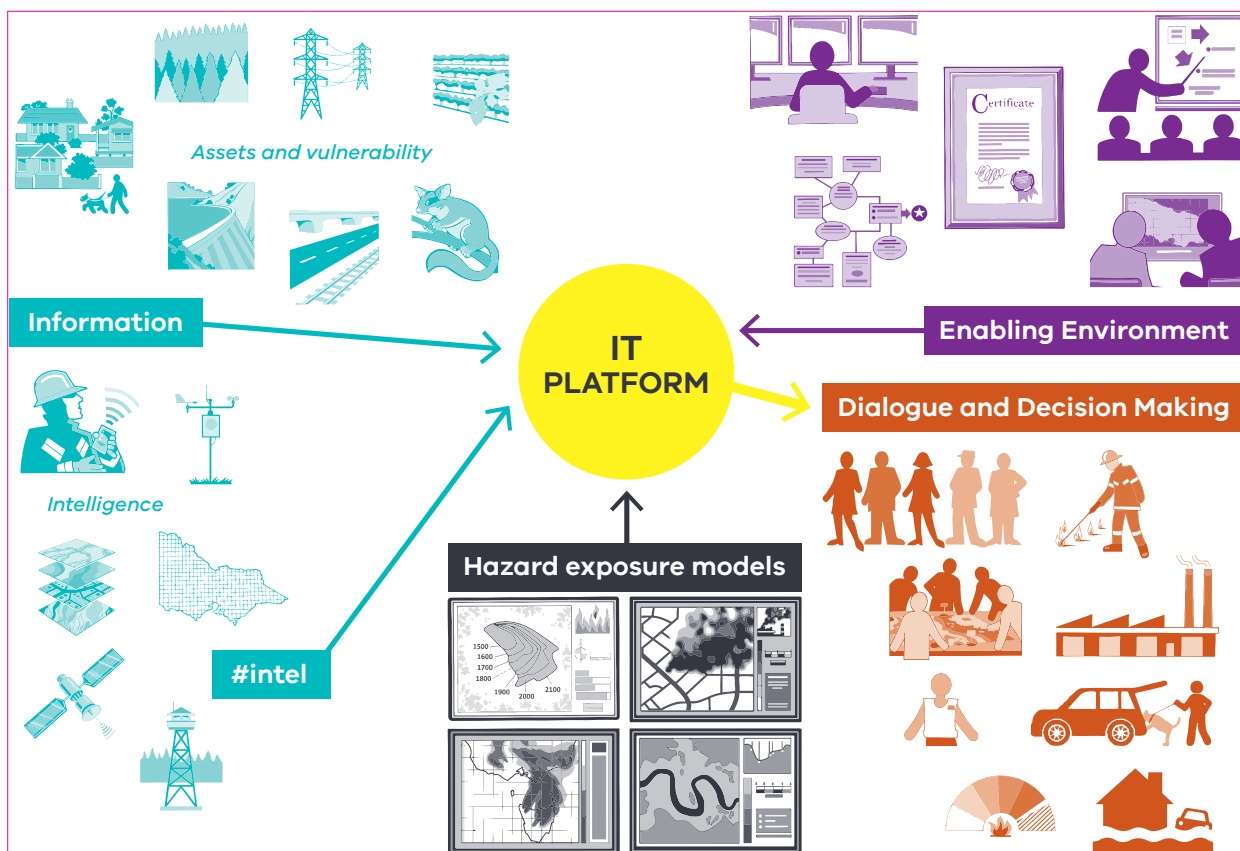 Assets and vulnerability
Certificate
Information
IT
PLATFORM
Enabling Environment
Dialogue and Decision Making
Intelligence
#intel
Hazard exposure models
1500
1600
1700
1800
1900
2000
2100